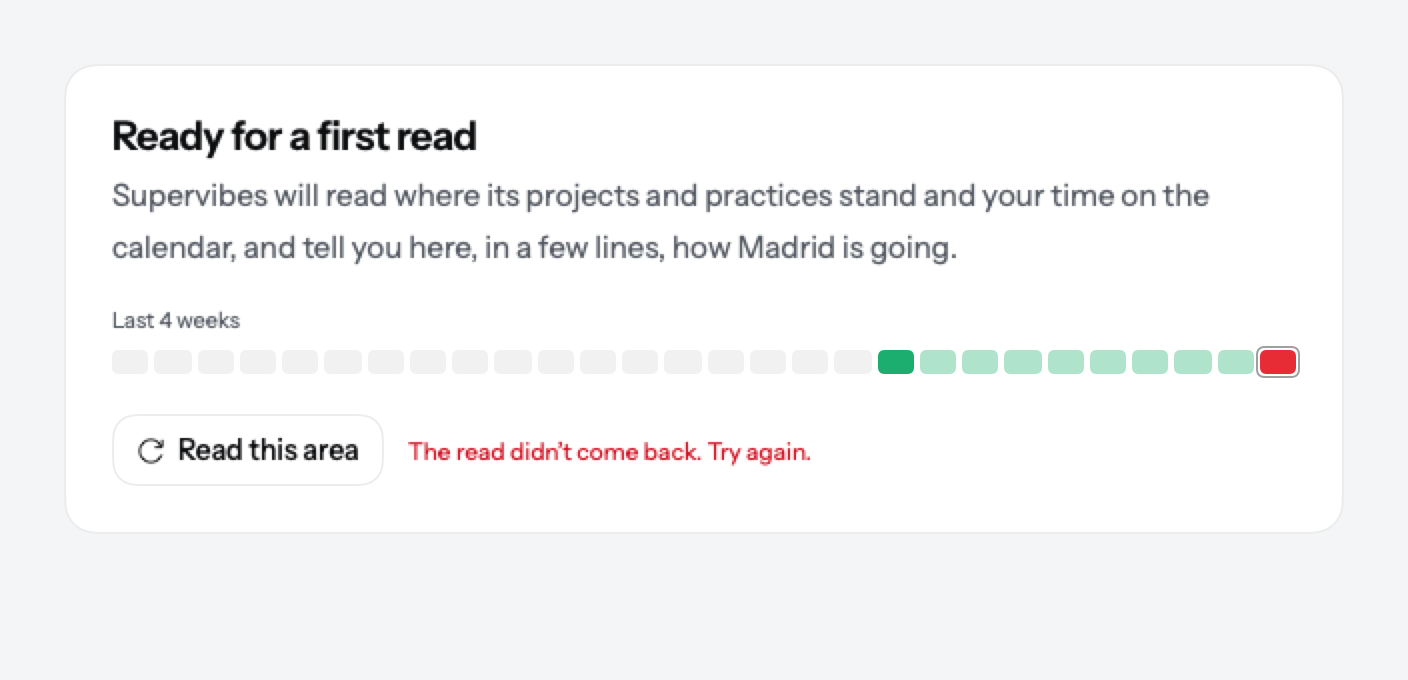 Ready for a first read
Supervibes will read where its projects and practices stand and your time on the
calendar, and tell you here, in a few lines, how Madrid is going.
Last 4 weeks
Read this area
The read didn’t come back. Try again.